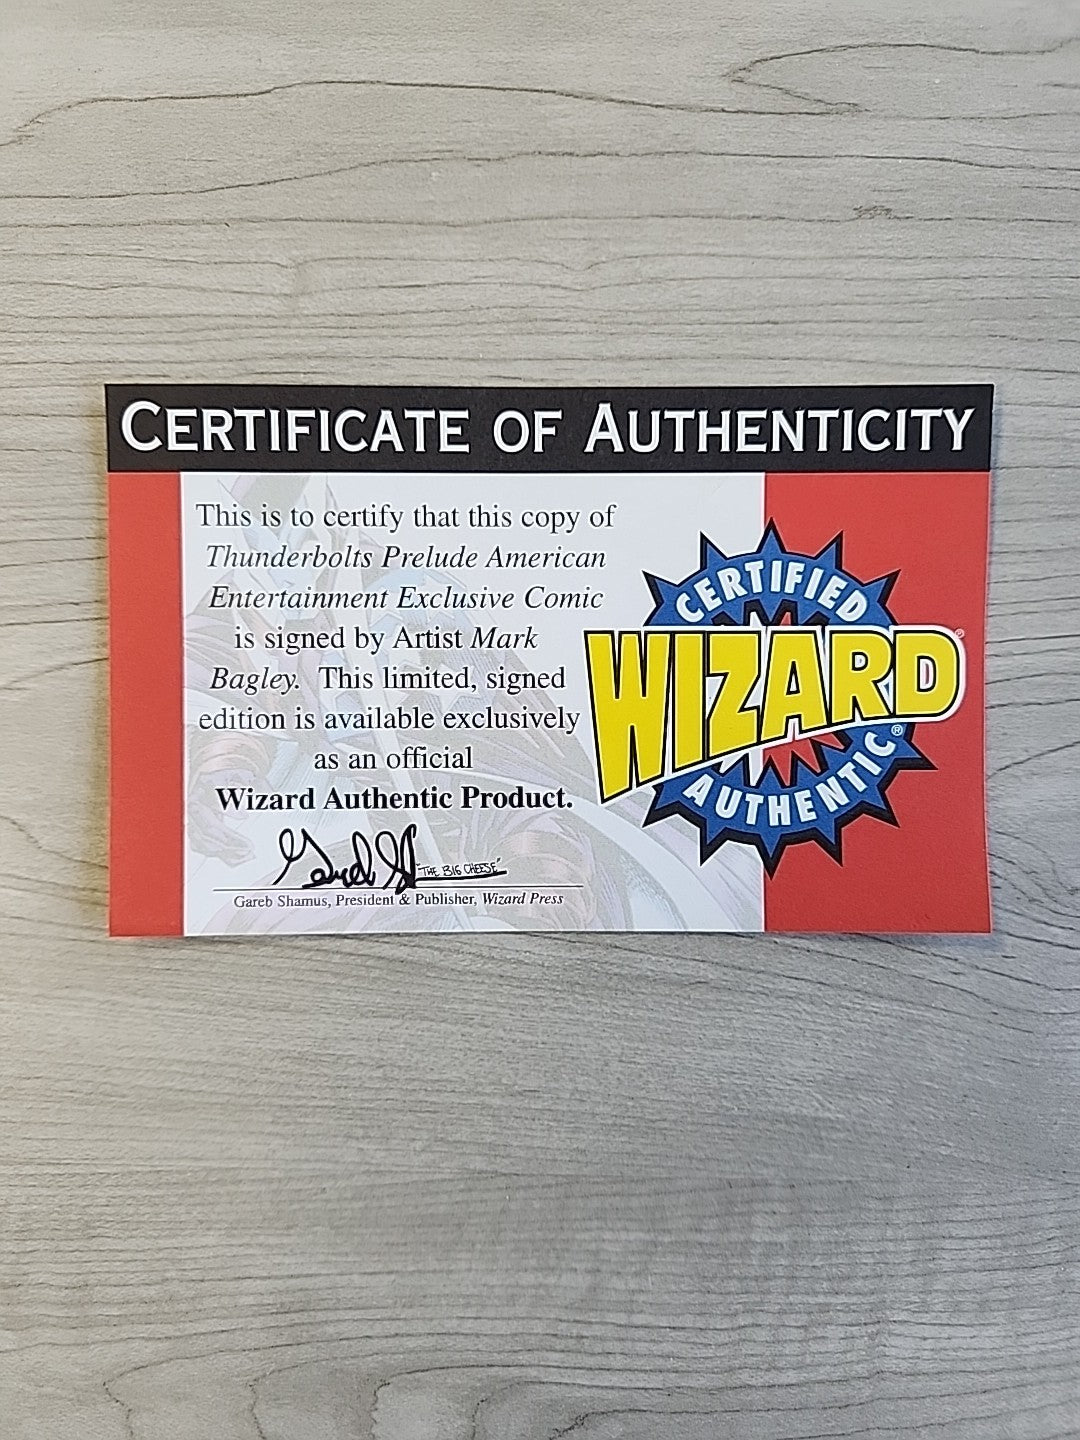 CERTIFICATE OF AUTHENTICITY
This is to certify that this copy of
Thunderbolts Prelude American
Entertainment Exclusive Comic
is signed by Artist Mark
Bagley. This limited, signed
edition is available exclusively
as an official
Wizard Authentic Product.
Gareb S "THE BIG CHEESE"
Gareb Shamus, President & Publisher, Wizard Press
CERTIFIED
WIZARD®
AUTHENTIC®